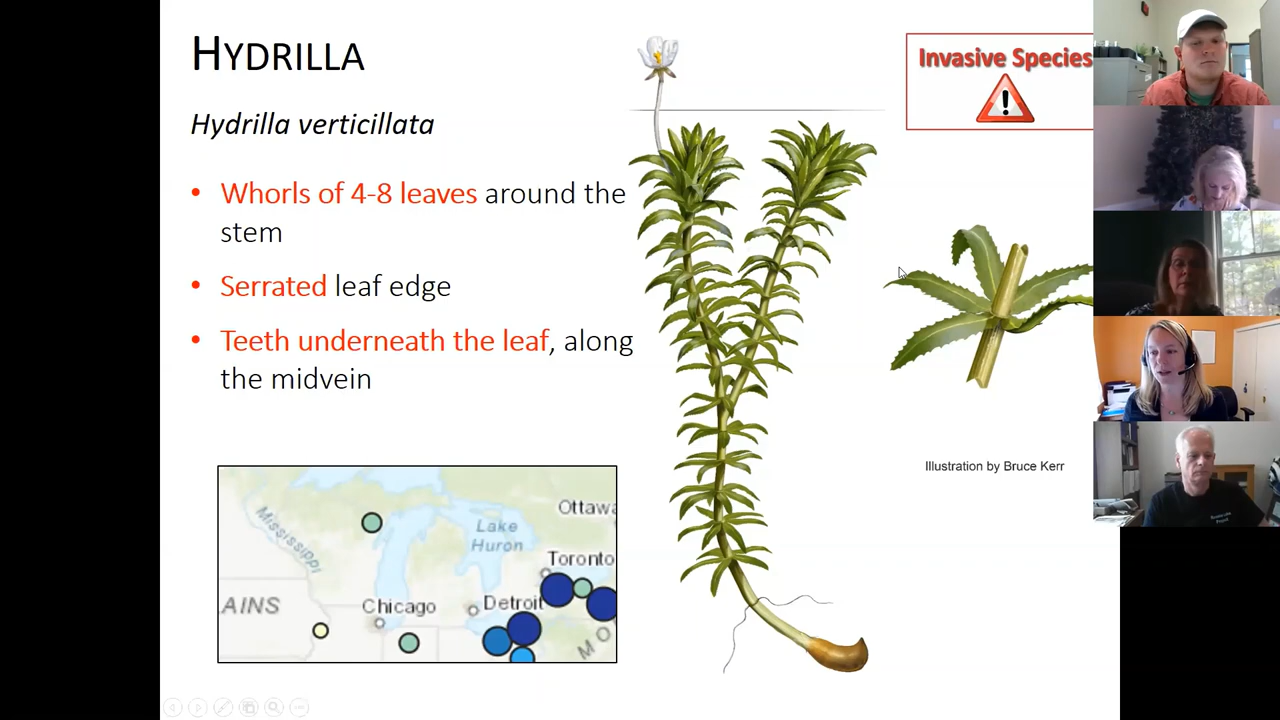 HYDRILLA
Hydrilla verticillata
• Whorls of 4-8 leaves around the
stem
• Serrated leaf edge
• Teeth underneath the leaf, along
the midvein
Invasive Species
!
Illustration by Bruce Kerr
Mississippi
Lake
Huron
Ottawa
Toronto
AINS
Chicago
Detroit
MO